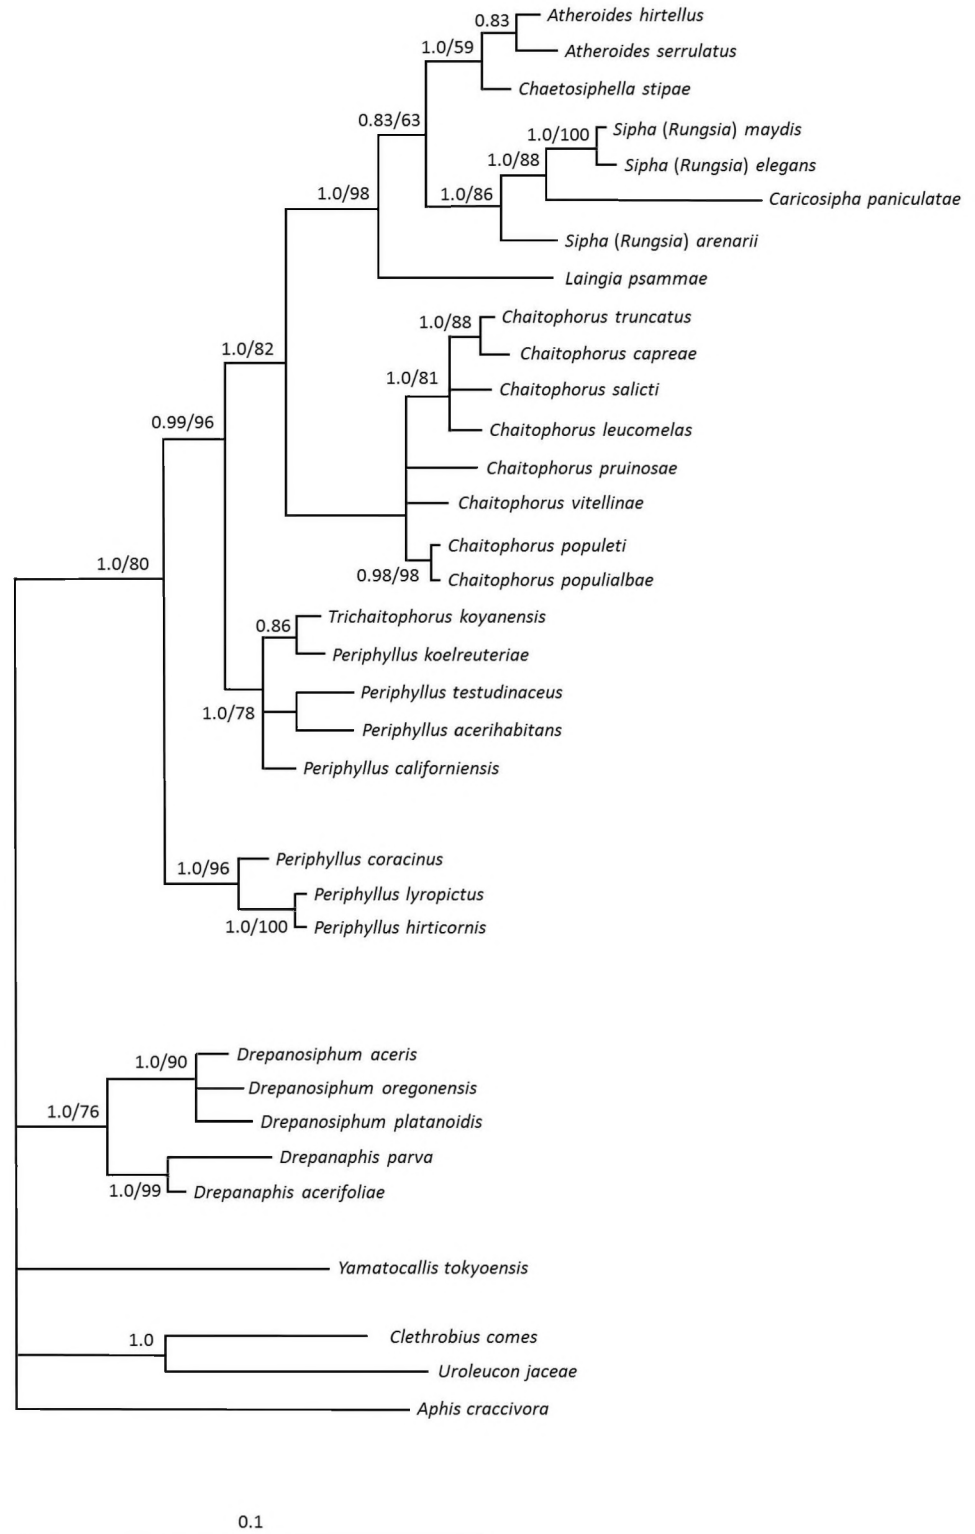 0.83
Atheroides hirtellus
1.0/59
Atheroides serrulatus
Chaetosiphella stipae
0.83/63
1.0/100
Sipha (Rungsia) maydis
1.0/88
Sipha (Rungsia) elegans
1.0/98
1.0/86
Caricosipha paniculatae
Sipha (Rungsia) arenarii
Laingia psammae
1.0/88
Chaitophorus truncatus
1.0/82
Chaitophorus capreae
1.0/81
Chaitophorus salicti
0.99/96
Chaitophorus leucomelas
Chaitophorus pruinosae
Chaitophorus vitellinae
Chaitophorus populeti
1.0/80
0.98/98
Chaitophorus populialbae
Trichaitophorus koyanensis
0.86
Periphyllus koelreuteriae
Periphyllus testudinaceus
1.0/78
Periphyllus acerihabitans
Periphyllus californiensis
Periphyllus coracinus
1.0/96
Periphyllus lyropictus
1.0/100
Periphyllus hirticornis
Drepanosiphum aceris
1.0/90
Drepanosiphum oregonensis
1.0/76
Drepanosiphum platanoidis
Drepanaphis parva
1.0/99
Drepanaphis acerifoliae
Yamatocallis tokyoensis
1.0
Clethrobius comes
Uroleucon jaceae
Aphis craccivora
0.1